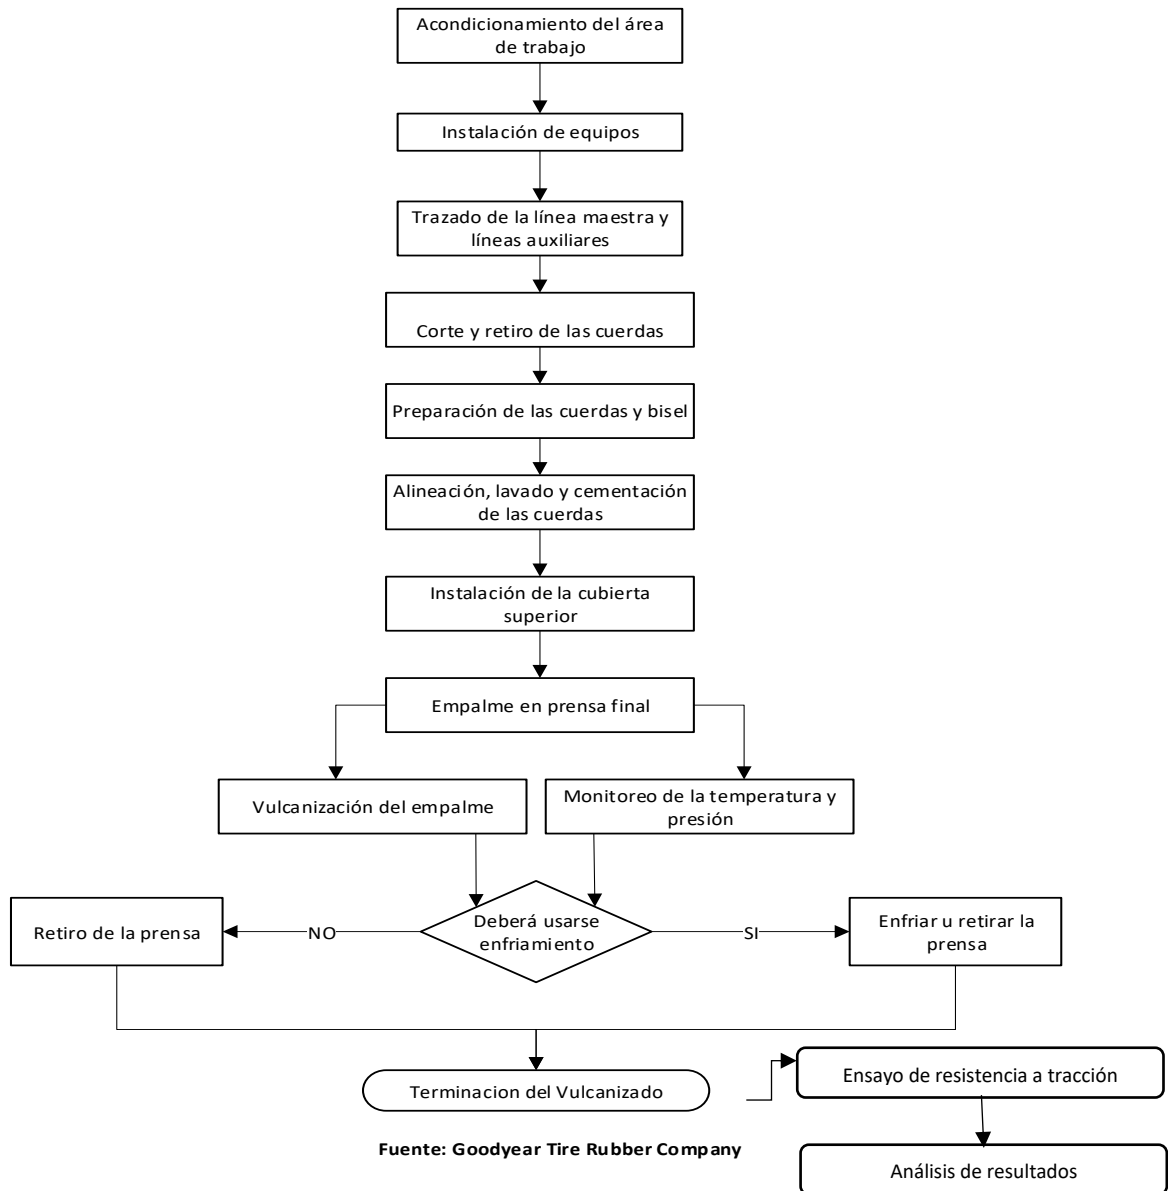 Acondicionamiento del área
de trabajo
Instalación de equipos
Trazado de la línea maestra y
líneas auxiliares
Corte y retiro de las cuerdas
Preparación de las cuerdas y bisel
Alineación, lavado y cementación
de las cuerdas
Instalación de la cubierta
superior
Empalme en prensa final
Vulcanización del empalme
Monitoreo de la temperatura y
presión
Retiro de la prensa
NO
Deberá usarse
enfriamiento
SI
Enfriar u retirar la
prensa
Terminacion del Vulcanizado
Ensayo de resistencia a tracción
Fuente: Goodyear Tire Rubber Company
Análisis de resultados